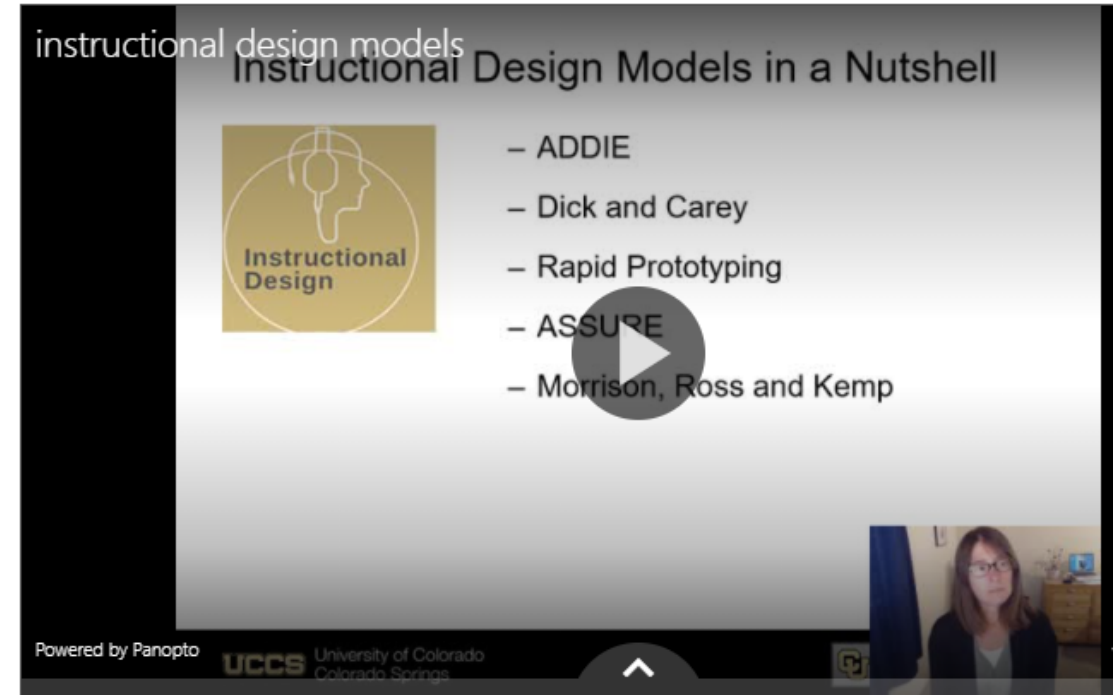 instructional design models
Instructional Design Models in a Nutshell
– ADDIE
– Dick and Carey
– Rapid Prototyping
– ASSURE
– Morrison, Ross and Kemp
Instructional
Design
Powered by Panopto
UCCS
University of Colorado
Colorado Springs